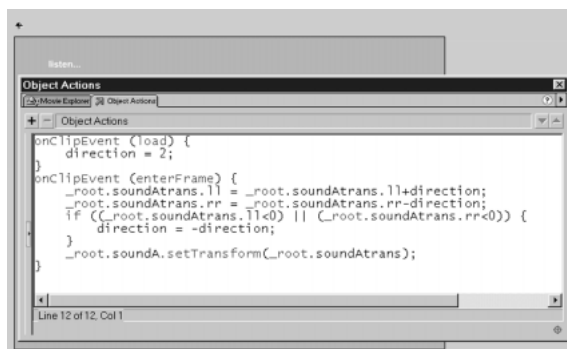 listen...
Object Actions
Movie Explorer Object Actions ?
+ - Object Actions
onClipEvent (load) {
    direction = 2;
}
onClipEvent (enterFrame) {
    _root.soundAtrans.ll = _root.soundAtrans.ll+direction;
    _root.soundAtrans.rr = _root.soundAtrans.rr-direction;
    if ((_root.soundAtrans.ll<0) || (_root.soundAtrans.rr<0)) {
        direction = -direction;
    }
    _root.soundA.setTransform(_root.soundAtrans);
}
Line 12 of 12, Col 1